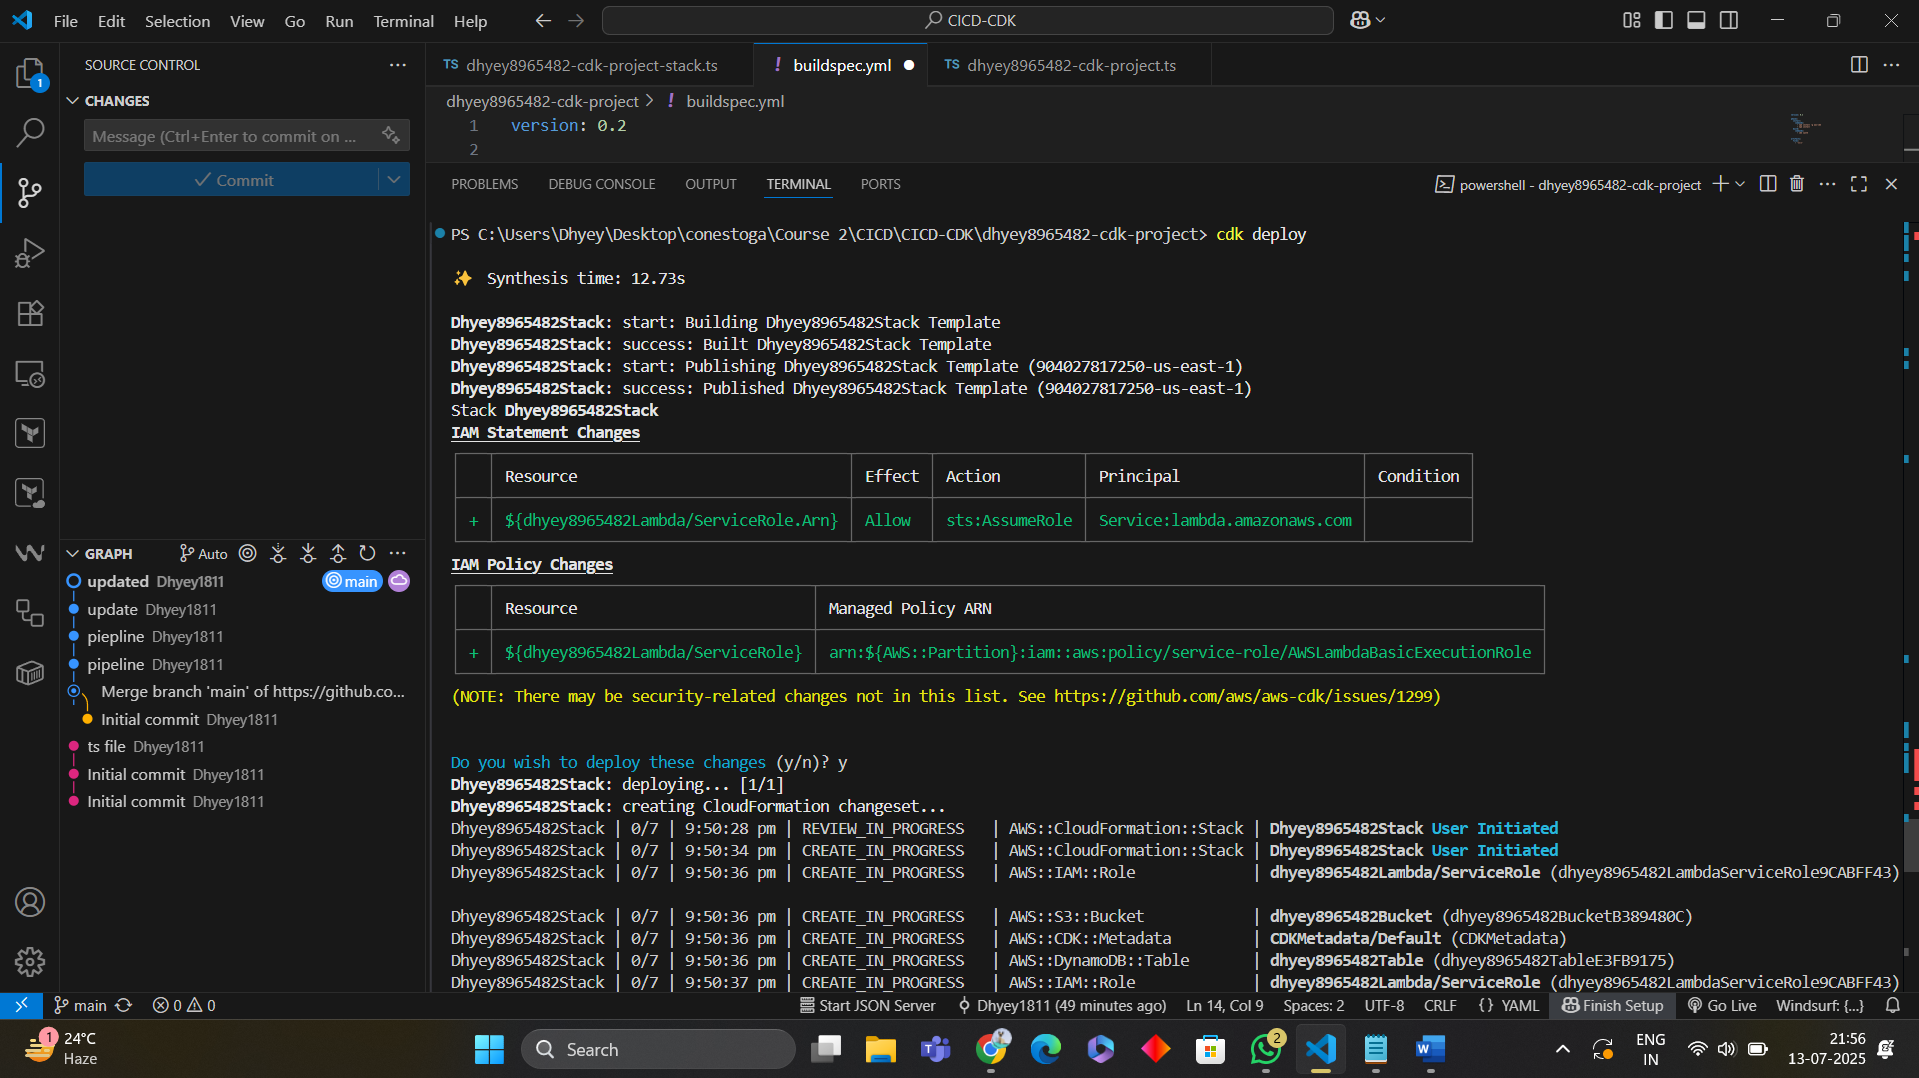 File Edit Selection View Go Run Terminal Help
CICD-CDK
SOURCE CONTROL
CHANGES
Message (Ctrl+Enter to commit on ...
Commit
1
GRAPH
Auto
updated Dhyey1811 main
update Dhyey1811
piepline Dhyey1811
pipeline Dhyey1811
Merge branch 'main' of https://github.co...
Initial commit Dhyey1811
ts file Dhyey1811
Initial commit Dhyey1811
Initial commit Dhyey1811
TS dhyey8965482-cdk-project-stack.ts
! buildspec.yml
TS dhyey8965482-cdk-project.ts
dhyey8965482-cdk-project > ! buildspec.yml
1 version: 0.2
2
PROBLEMS DEBUG CONSOLE OUTPUT TERMINAL PORTS
powershell - dhyey8965482-cdk-project
PS C:\Users\Dhyey\Desktop\conestoga\Course 2\CICD\CICD-CDK\dhyey8965482-cdk-project> cdk deploy
✨ Synthesis time: 12.73s
Dhyey8965482Stack: start: Building Dhyey8965482Stack Template
Dhyey8965482Stack: success: Built Dhyey8965482Stack Template
Dhyey8965482Stack: start: Publishing Dhyey8965482Stack Template (904027817250-us-east-1)
Dhyey8965482Stack: success: Published Dhyey8965482Stack Template (904027817250-us-east-1)
Stack Dhyey8965482Stack
IAM Statement Changes
Resource Effect Action Principal Condition
+ ${dhyey8965482Lambda/ServiceRole.Arn} Allow sts:AssumeRole Service:lambda.amazonaws.com
IAM Policy Changes
Resource Managed Policy ARN
+ ${dhyey8965482Lambda/ServiceRole} arn:${AWS::Partition}:iam::aws:policy/service-role/AWSLambdaBasicExecutionRole
(NOTE: There may be security-related changes not in this list. See https://github.com/aws/aws-cdk/issues/1299)
Do you wish to deploy these changes (y/n)? y
Dhyey8965482Stack: deploying... [1/1]
Dhyey8965482Stack: creating CloudFormation changeset...
Dhyey8965482Stack | 0/7 | 9:50:28 pm | REVIEW_IN_PROGRESS | AWS::CloudFormation::Stack | Dhyey8965482Stack User Initiated
Dhyey8965482Stack | 0/7 | 9:50:34 pm | CREATE_IN_PROGRESS | AWS::CloudFormation::Stack | Dhyey8965482Stack User Initiated
Dhyey8965482Stack | 0/7 | 9:50:36 pm | CREATE_IN_PROGRESS | AWS::IAM::Role | dhyey8965482Lambda/ServiceRole (dhyey8965482LambdaServiceRole9CABFF43)
Dhyey8965482Stack | 0/7 | 9:50:36 pm | CREATE_IN_PROGRESS | AWS::S3::Bucket | dhyey8965482Bucket (dhyey8965482BucketB389480C)
Dhyey8965482Stack | 0/7 | 9:50:36 pm | CREATE_IN_PROGRESS | AWS::CDK::Metadata | CDKMetadata/Default (CDKMetadata)
Dhyey8965482Stack | 0/7 | 9:50:36 pm | CREATE_IN_PROGRESS | AWS::DynamoDB::Table | dhyey8965482Table (dhyey8965482TableE3FB9175)
Dhyey8965482Stack | 0/7 | 9:50:37 pm | CREATE_IN_PROGRESS | AWS::IAM::Role | dhyey8965482Lambda/ServiceRole (dhyey8965482LambdaServiceRole9CABFF43)
main 0 0 Start JSON Server Dhyey1811 (49 minutes ago) Ln 14, Col 9 Spaces: 2 UTF-8 CRLF {} YAML Finish Setup Go Live Windsurf: {...}
1
24°C
Haze
Search
2
ENG
IN
21:56
13-07-2025